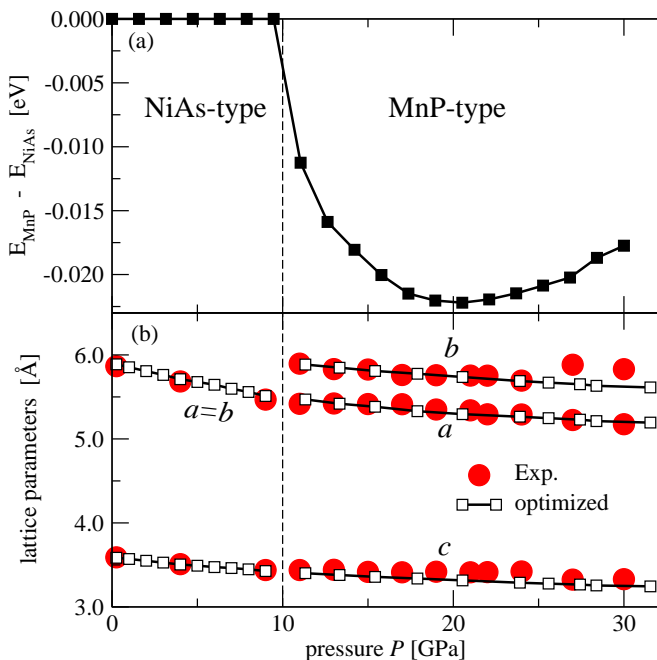 0.000
(a)
-0.005
NiAs-type
MnP-type
-0.010
-0.015
-0.020
E_MnP - E_NiAs [eV]
(b)
6.0
b
a=b
a
5.0
Exp.
optimized
4.0
c
3.0
lattice parameters [Å]
0
10
20
30
pressure P [GPa]